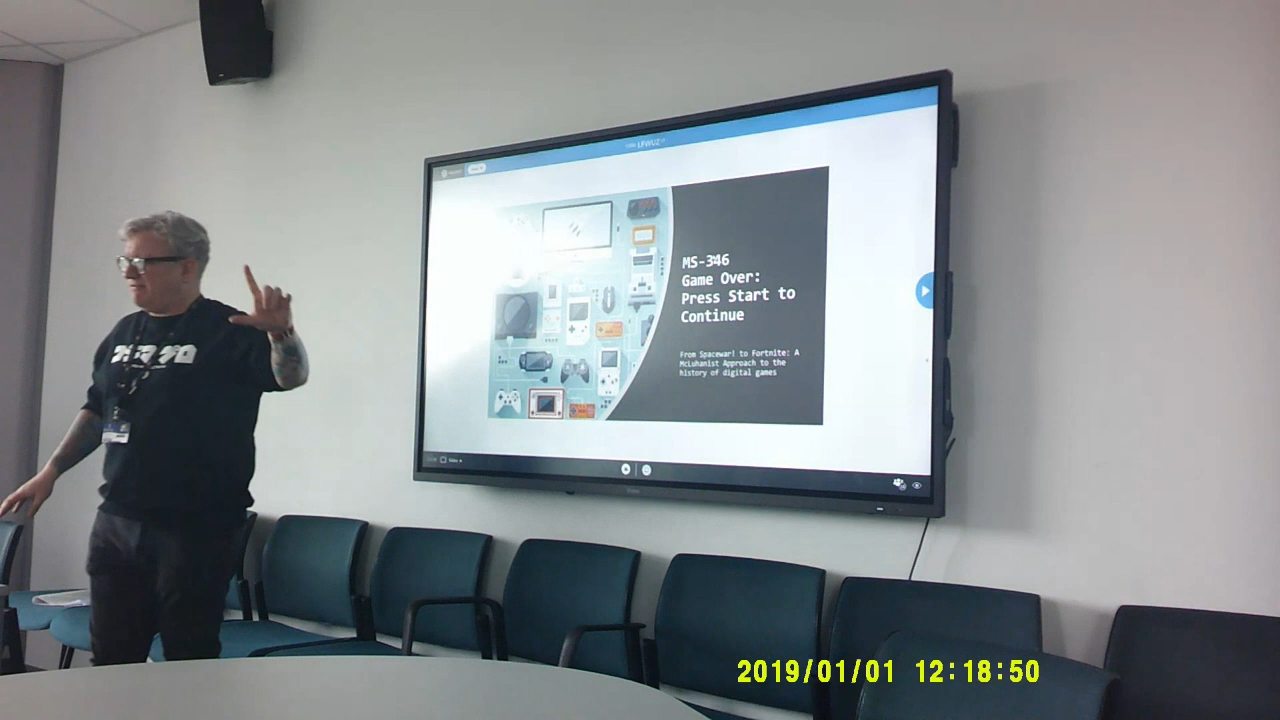 LFWUZ
MS-346
Game Over:
Press Start to
Continue
From Spacewar! to Fortnite: A
McLuhanist Approach to the
history of digital games
2019/01/01 12:18:50